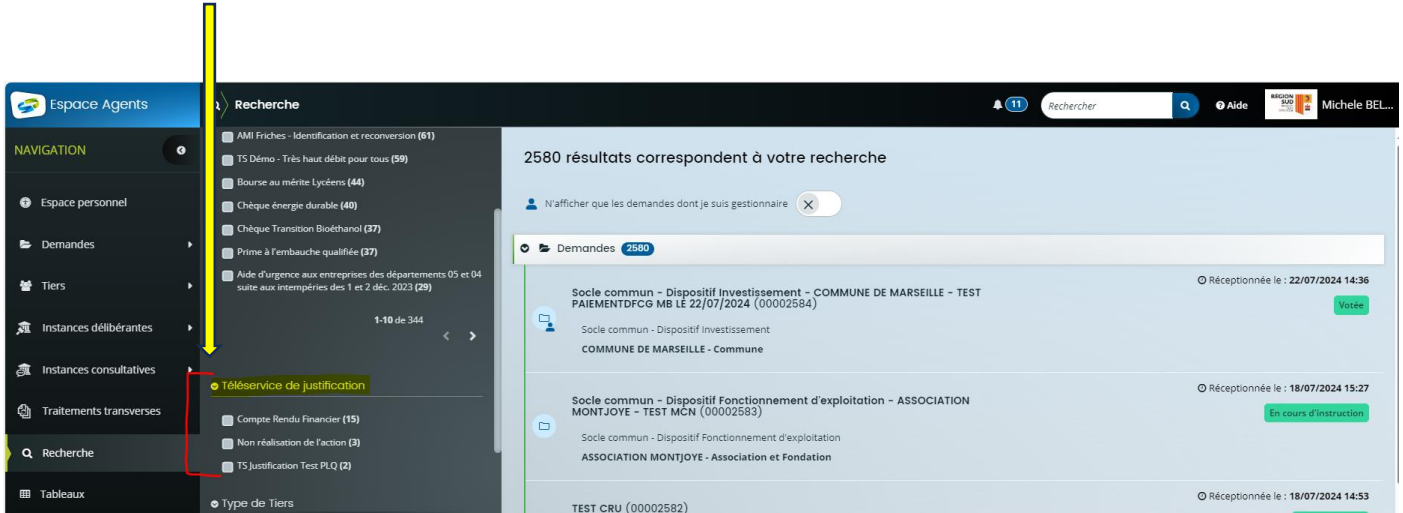 Espace Agents
Recherche
11
Rechercher
Aide
RÉGION
SUD
Michele BEL...
NAVIGATION
Espace personnel
Demandes
Tiers
Instances délibérantes
Instances consultatives
Traitements transverses
Recherche
Tableaux
AMI Friches - Identification et reconversion (61)
TS Démo - Très haut débit pour tous (59)
Bourse au mérite Lycéens (44)
Chèque énergie durable (40)
Chèque Transition Bioéthanol (37)
Prime à l'embauche qualifiée (37)
Aide d'urgence aux entreprises des départements 05 et 04
suite aux intempéries des 1 et 2 déc. 2023 (29)
1-10 de 344
Téléservice de justification
Compte Rendu Financier (15)
Non réalisation de l'action (3)
TS Justification Test PLQ (2)
Type de Tiers
2580 résultats correspondent à votre recherche
N'afficher que les demandes dont je suis gestionnaire
Demandes 2580
Réceptionnée le : 22/07/2024 14:36
Socle commun - Dispositif Investissement - COMMUNE DE MARSEILLE - TEST
PAIEMENTDFCG MB LE 22/07/2024 (00002584)
Votée
Socle commun - Dispositif Investissement
COMMUNE DE MARSEILLE - Commune
Réceptionnée le : 18/07/2024 15:27
Socle commun - Dispositif Fonctionnement d'exploitation - ASSOCIATION
MONTJOYE - TEST MCN (00002583)
En cours d'instruction
Socle commun - Dispositif Fonctionnement d'exploitation
ASSOCIATION MONTJOYE - Association et Fondation
Réceptionnée le : 18/07/2024 14:53
TEST CRU (00002582)